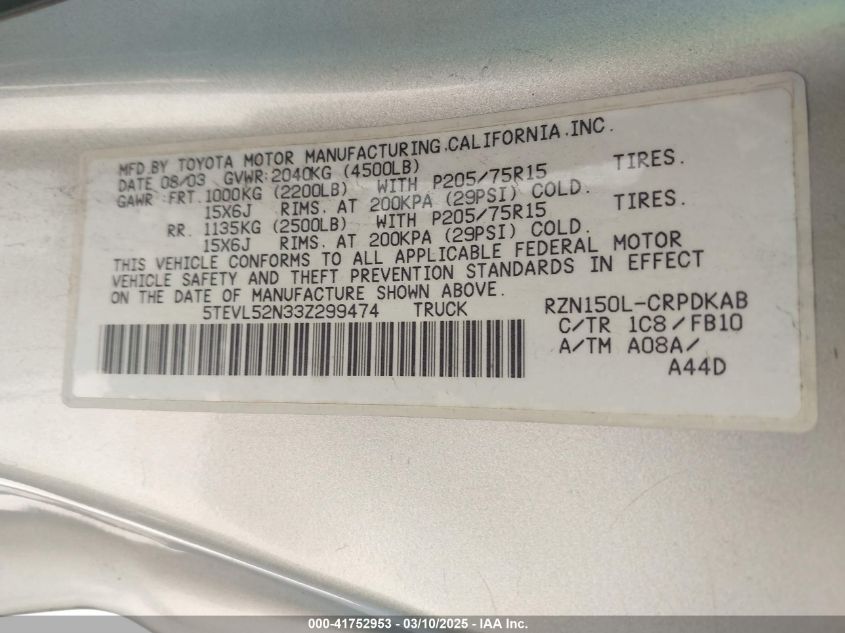 MFD.BY TOYOTA MOTOR MANUFACTURING.CALIFORNIA.INC.
DATE 08/03 GVWR:2040KG (4500LB)
GAWR :FRT.1000KG (2200LB) WITH P205/75R15 TIRES.
15X6J RIMS. AT 200KPA (29PSI) COLD.
RR. 1135KG (2500LB) WITH P205/75R15 TIRES.
15X6J RIMS. AT 200KPA (29PSI) COLD.
THIS VEHICLE CONFORMS TO ALL APPLICABLE FEDERAL MOTOR
VEHICLE SAFETY AND THEFT PREVENTION STANDARDS IN EFFECT
ON THE DATE OF MANUFACTURE SHOWN ABOVE.
5TEVL52N33Z299474 TRUCK RZN150L-CRPDKAB
C/TR 1C8/FB10
A/TM A08A/
A44D
000-41752953 - 03/10/2025 - IAA Inc.